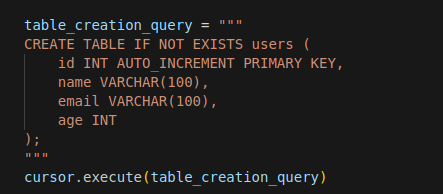 table_creation_query = """
CREATE TABLE IF NOT EXISTS users (
    id INT AUTO_INCREMENT PRIMARY KEY,
    name VARCHAR(100),
    email VARCHAR(100),
    age INT
);
"""
cursor.execute(table_creation_query)